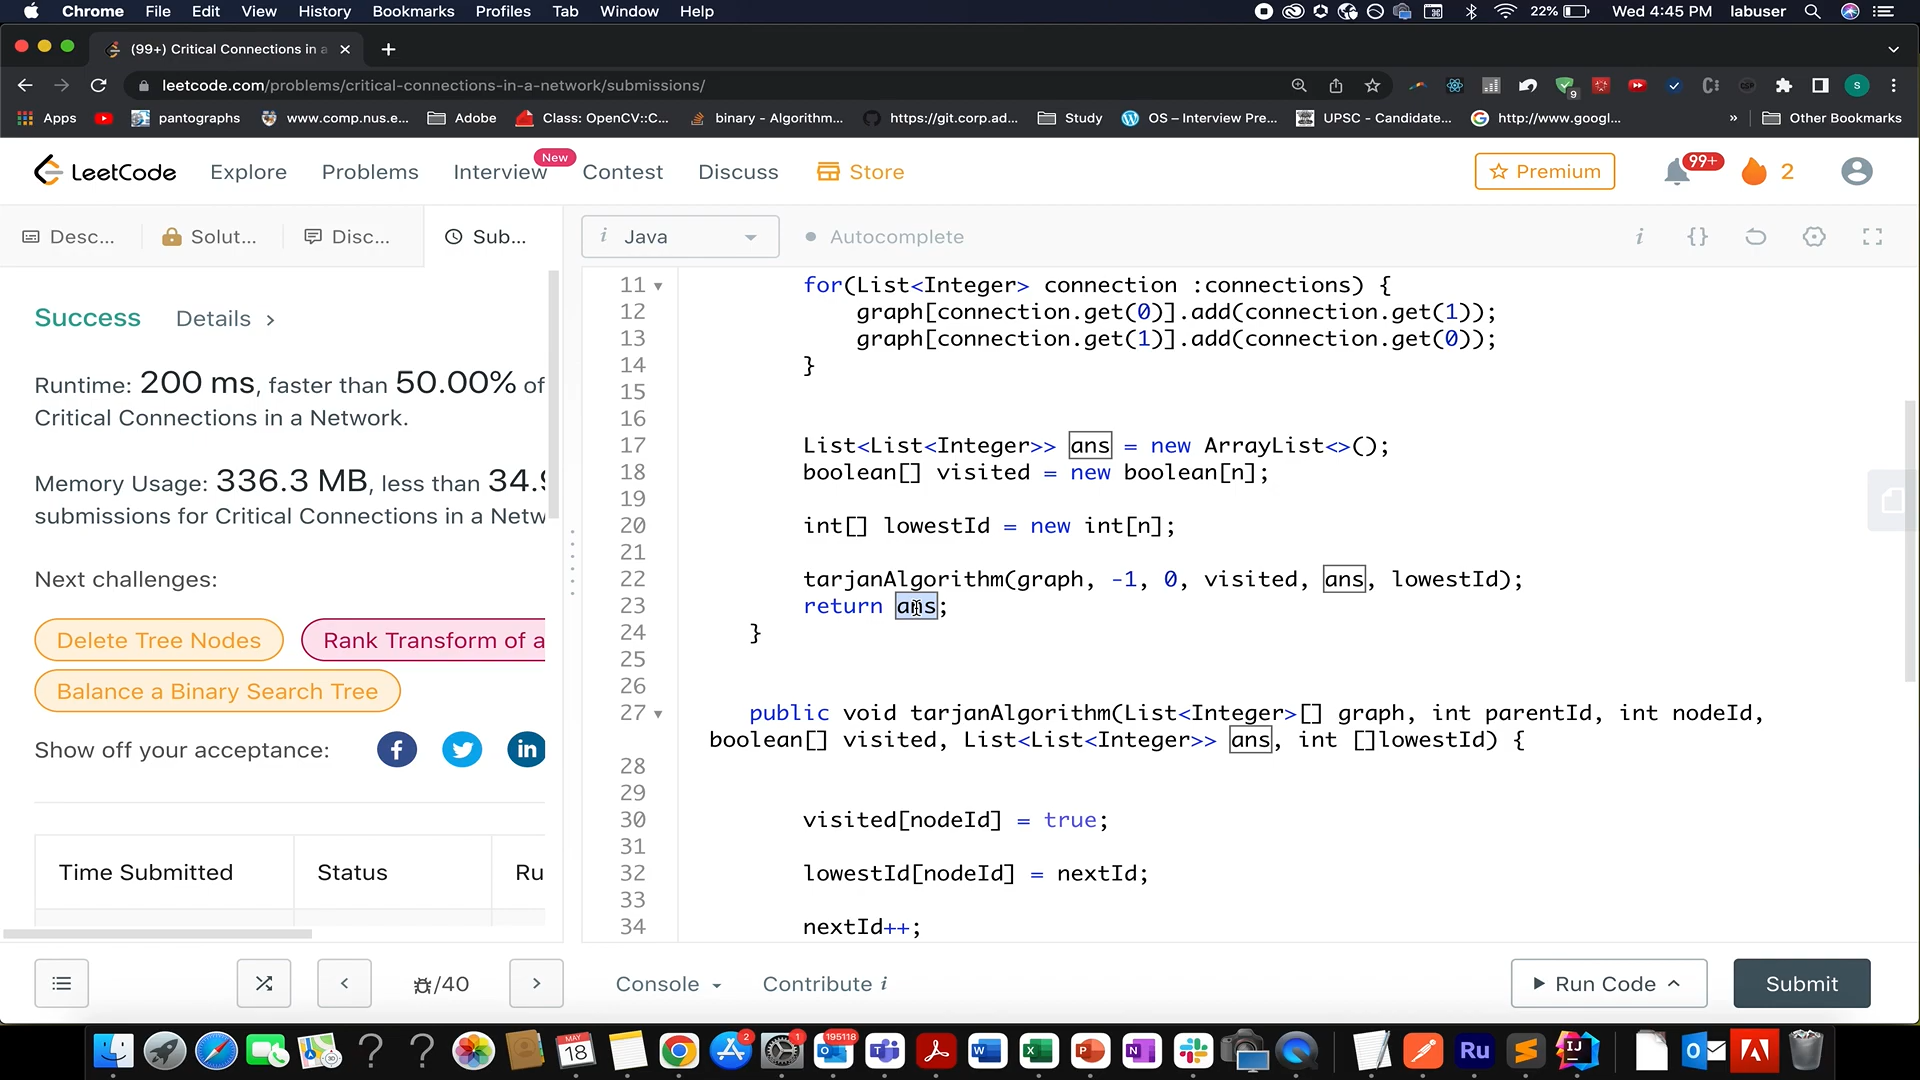 Chrome File Edit View History Bookmarks Profiles Tab Window Help 22% Wed 4:45 PM labuser
(99+) Critical Connections in a
leetcode.com/problems/critical-connections-in-a-network/submissions/
9
S
Apps pantographs www.comp.nus.e... Adobe Class: OpenCV::C... binary - Algorithm... https://git.corp.ad... Study OS – Interview Pre... UPSC - Candidate... http://www.googl... » Other Bookmarks
LeetCode Explore Problems Interview New Contest Discuss Store Premium 99+ 2
Desc... Solut... Disc... Sub... i Java Autocomplete i {}
Success Details >
Runtime: 200 ms, faster than 50.00% of
Critical Connections in a Network.
Memory Usage: 336.3 MB, less than 34.9
submissions for Critical Connections in a Netw
Next challenges:
Delete Tree Nodes Rank Transform of a
Balance a Binary Search Tree
Show off your acceptance: f in
Time Submitted Status Ru
11 for(List<Integer> connection :connections) {
12 graph[connection.get(0)].add(connection.get(1));
13 graph[connection.get(1)].add(connection.get(0));
14 }
15
16
17 List<List<Integer>> ans = new ArrayList<>();
18 boolean[] visited = new boolean[n];
19
20 int[] lowestId = new int[n];
21
22 tarjanAlgorithm(graph, -1, 0, visited, ans, lowestId);
23 return ans;
24 }
25
26
27 public void tarjanAlgorithm(List<Integer>[] graph, int parentId, int nodeId,
boolean[] visited, List<List<Integer>> ans, int []lowestId) {
28
29
30 visited[nodeId] = true;
31
32 lowestId[nodeId] = nextId;
33
34 nextId++;
< /40 > Console Contribute i Run Code Submit
? ? MAY 18 2 1 195118 W X P N Ru S IJ O